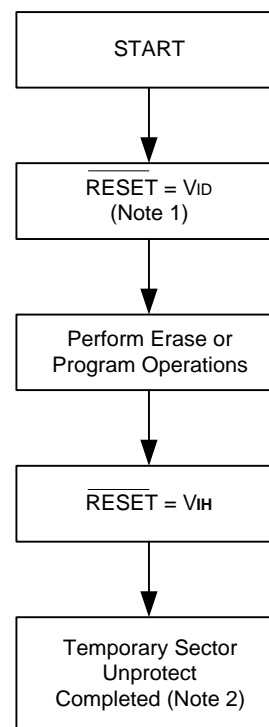 START
RESET = VID
(Note 1)
Perform Erase or
Program Operations
RESET = VIH
Temporary Sector
Unprotect
Completed (Note 2)